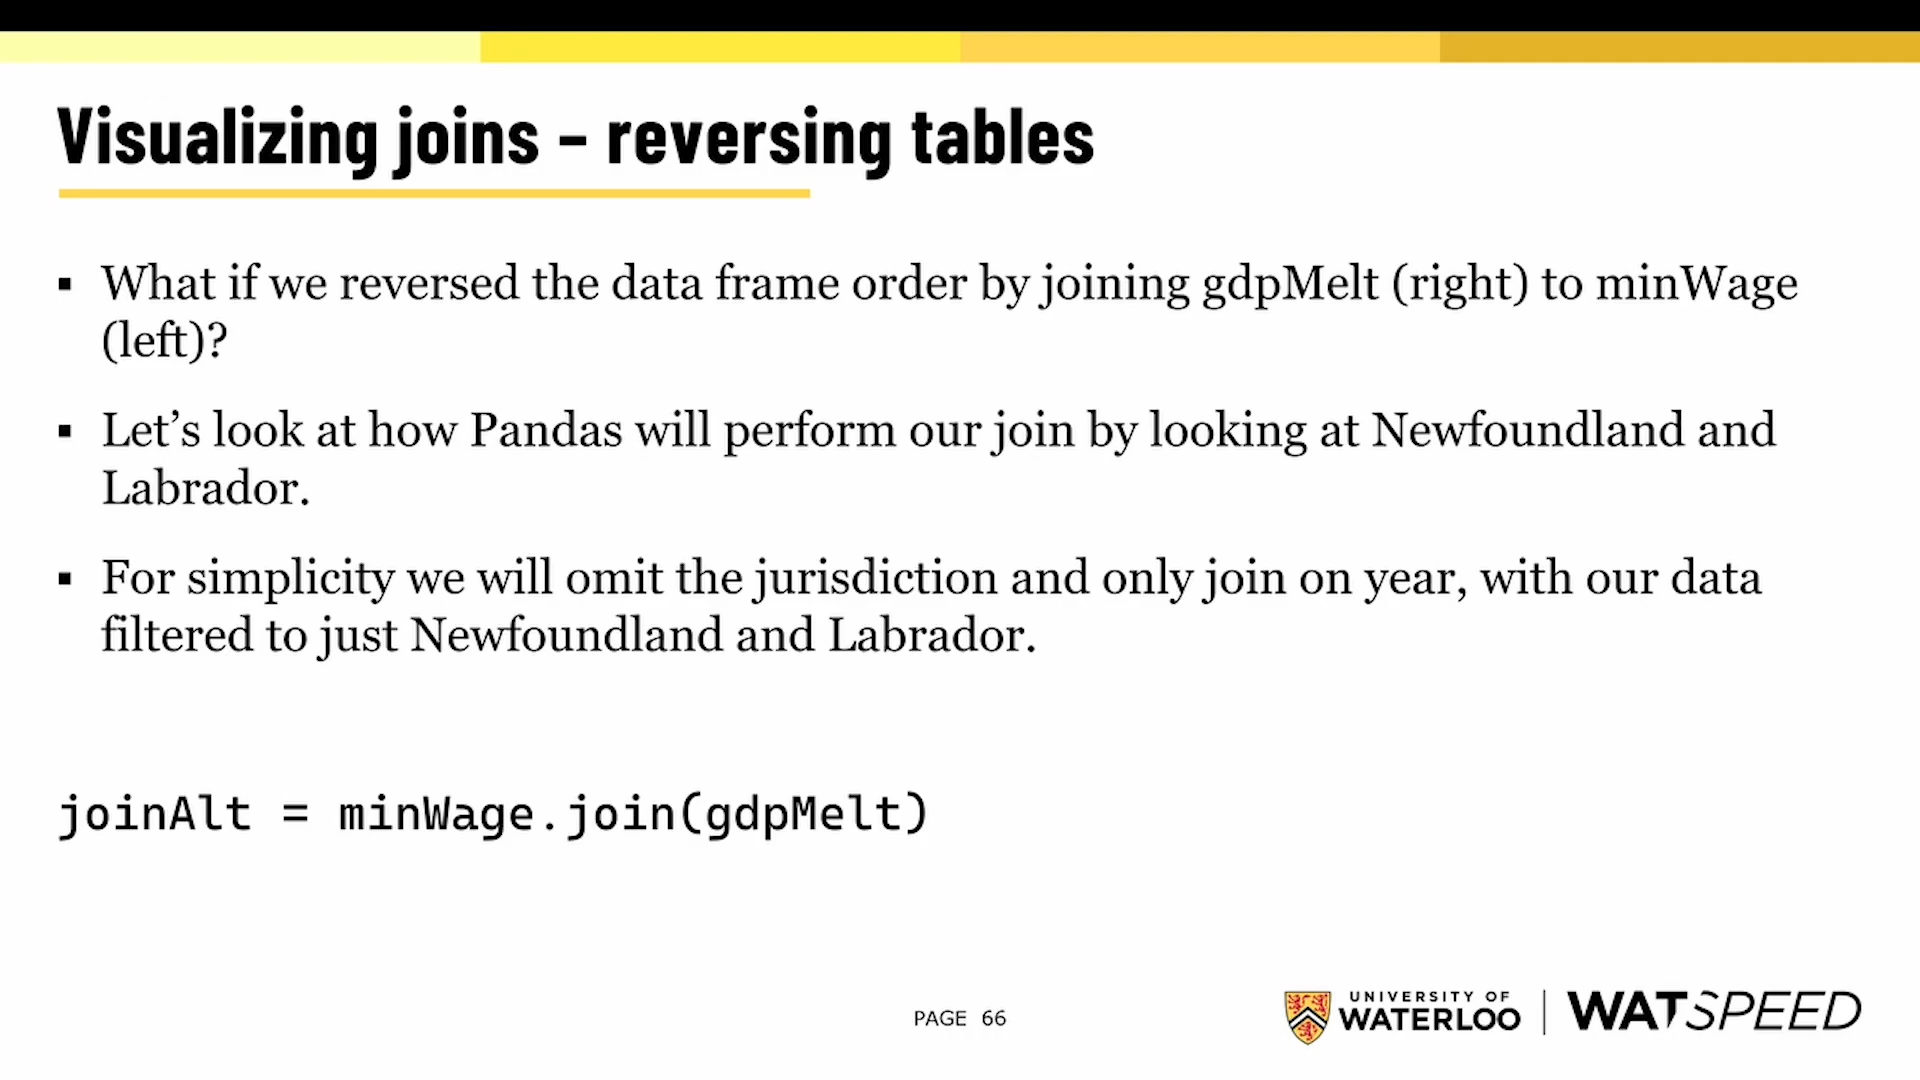 Visualizing joins – reversing tables
▪ What if we reversed the data frame order by joining gdpMelt (right) to minWage
(left)?
▪ Let’s look at how Pandas will perform our join by looking at Newfoundland and
Labrador.
▪ For simplicity we will omit the jurisdiction and only join on year, with our data
filtered to just Newfoundland and Labrador.
joinAlt = minWage.join(gdpMelt)
PAGE 66
UNIVERSITY OF
WATERLOO
WATSPEED